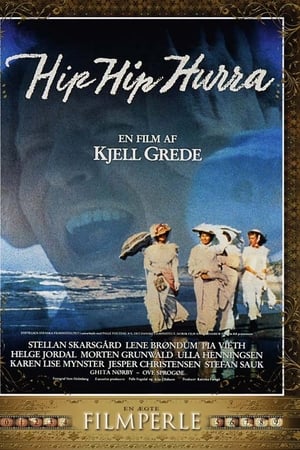 Hip Hip Hurra
EN FILM AF
KJELL GREDE
STELLAN SKARSGÅRD LENE BRØNDUM PIA VIETH
HELGE JORDAL MORTEN GRUNWALD ULLA HENNINGSEN
KAREN LISE MYNSTER JESPER CHRISTENSEN STEFAN SAUK
GHITA NØRBY - OVE SPROGØE
EN ÆGTE
FILMPERLE